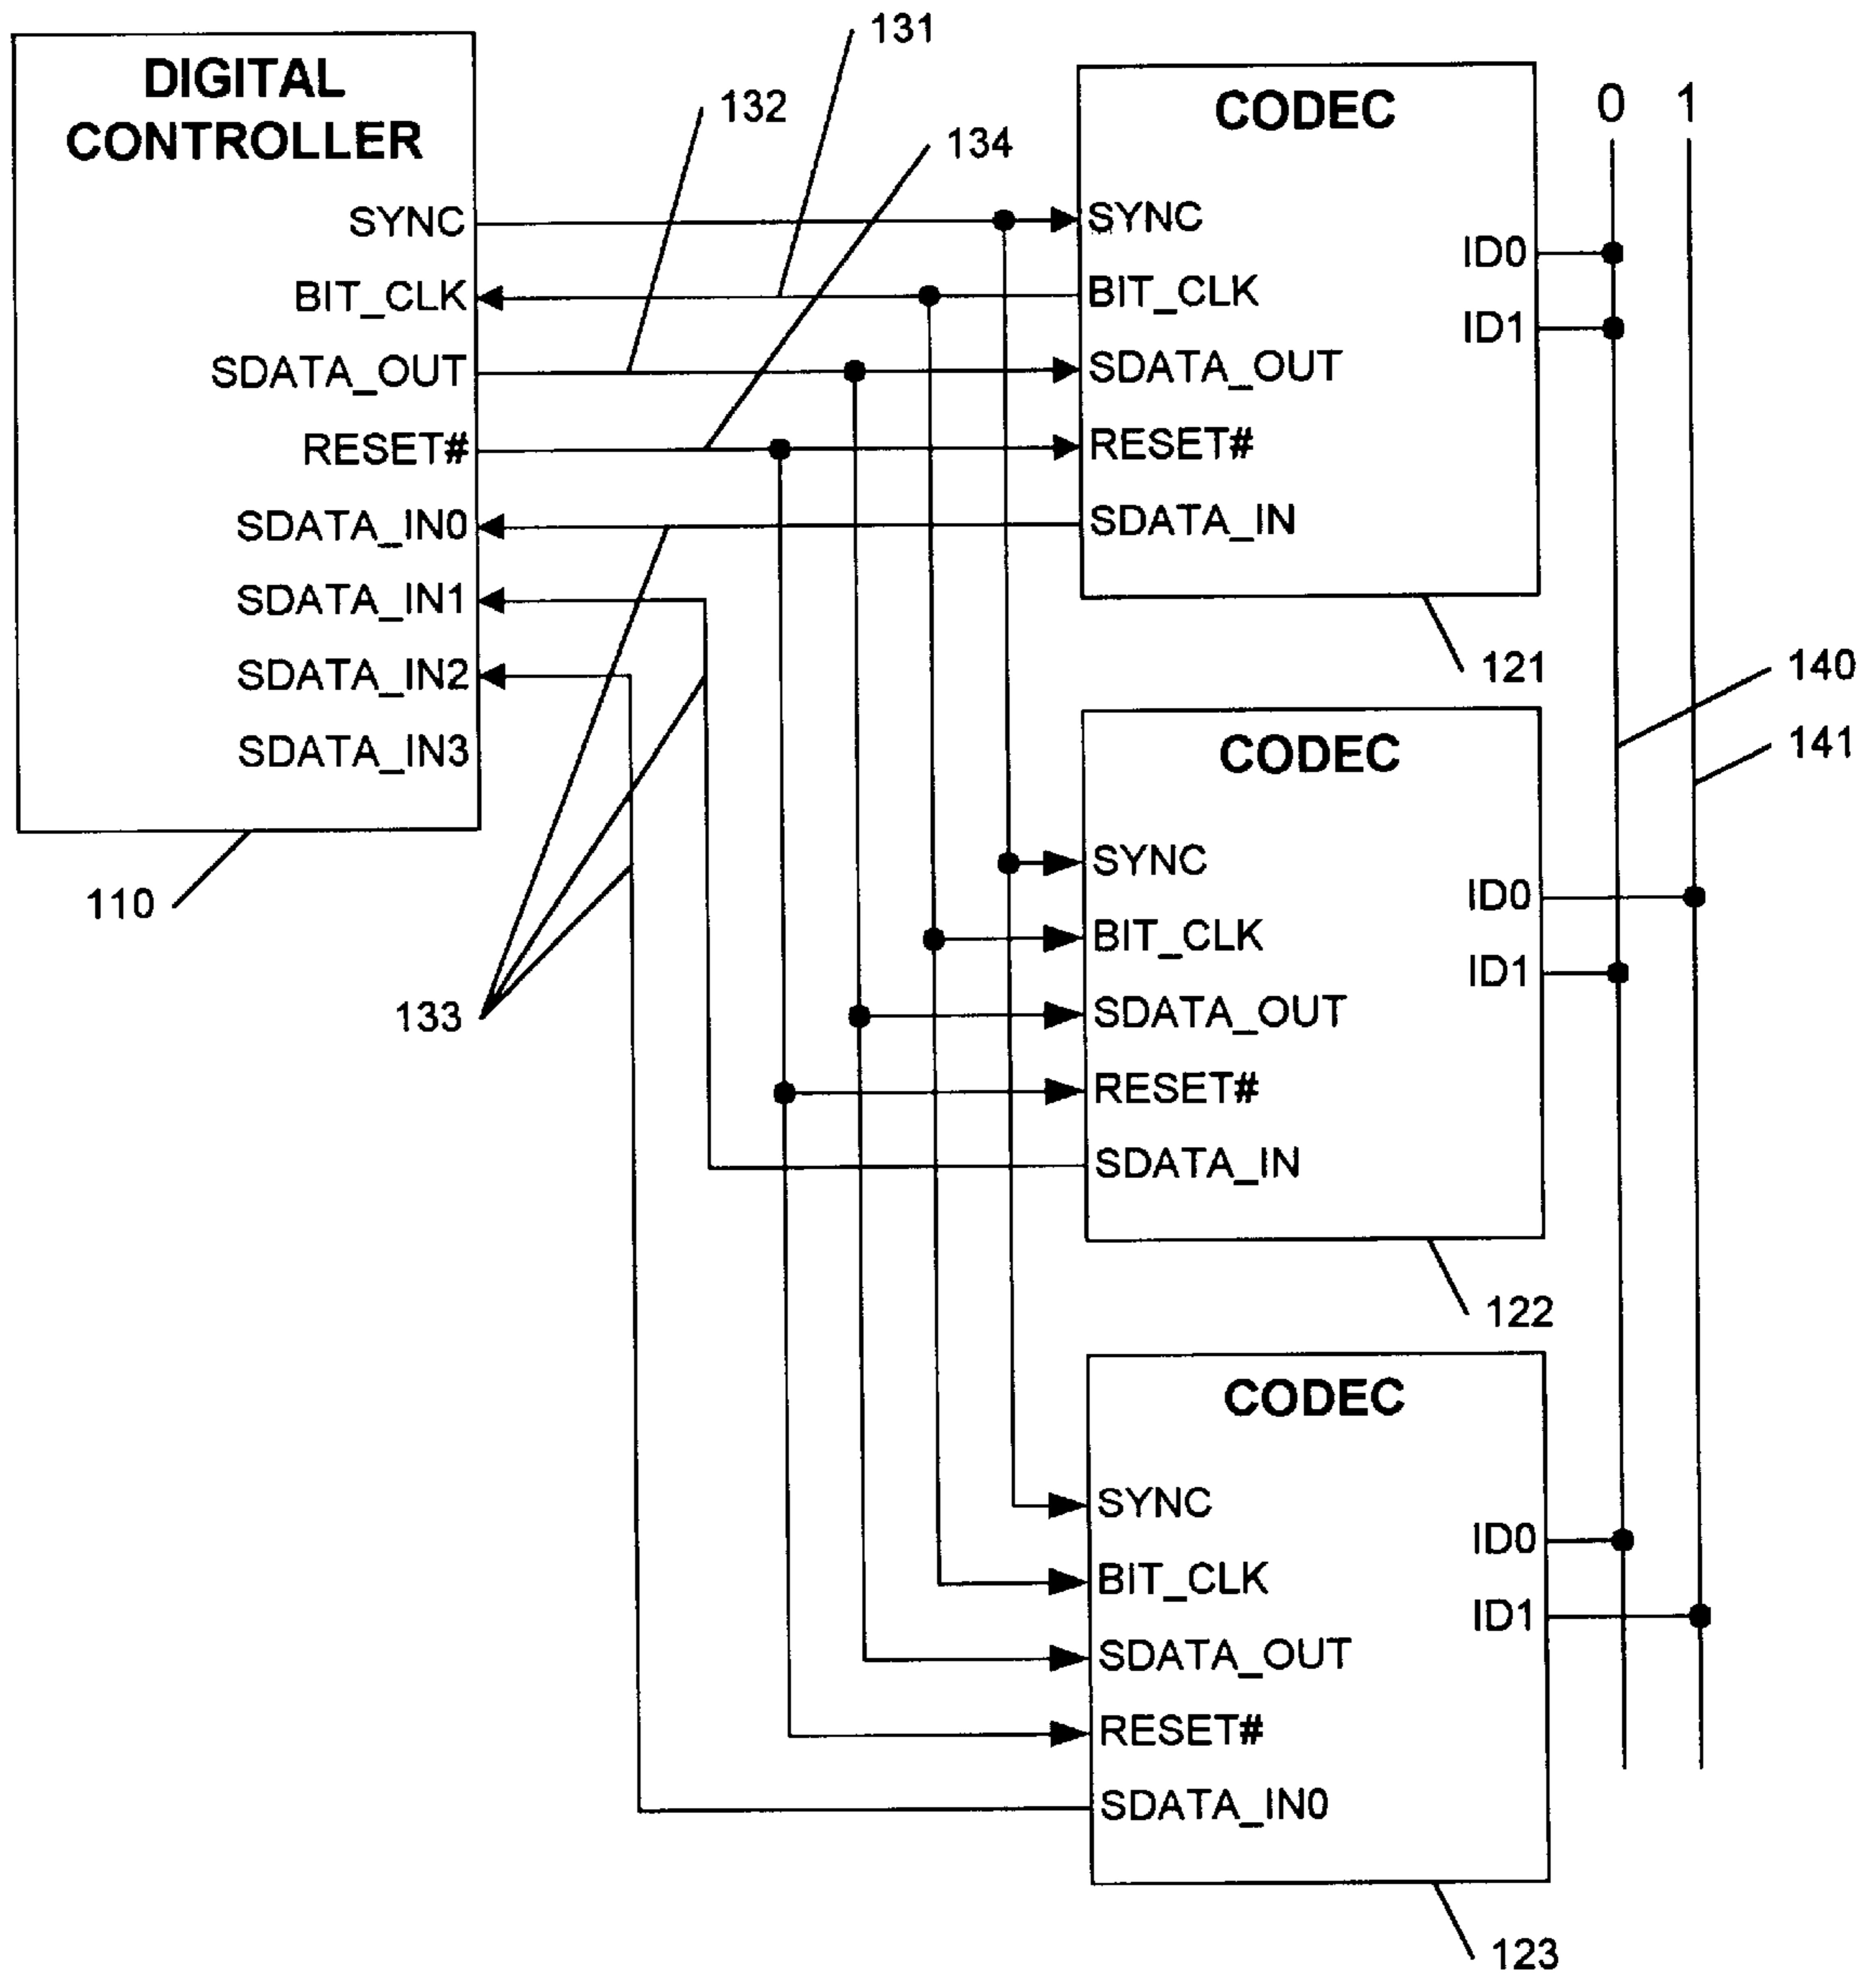 DIGITAL
CONTROLLER
SYNC
BIT_CLK
SDATA_OUT
RESET#
SDATA_IN0
SDATA_IN1
SDATA_IN2
SDATA_IN3
110
131
132
134
133
CODEC
SYNC
BIT_CLK
SDATA_OUT
RESET#
SDATA_IN
ID0
ID1
121
0 1
140
141
CODEC
SYNC
BIT_CLK
SDATA_OUT
RESET#
SDATA_IN
ID0
ID1
122
CODEC
SYNC
BIT_CLK
SDATA_OUT
RESET#
SDATA_IN0
ID0
ID1
123